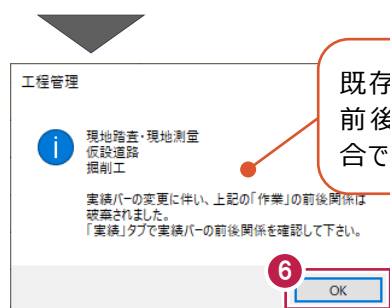 工程管理
現地踏査・現地測量
仮設道路
掘削工
実績バーの変更に伴い、上記の「作業」の前後関係は
破棄されました。
「実績」タブで実績バーの前後関係を確認して下さい。
既存
前後
合で
6
OK